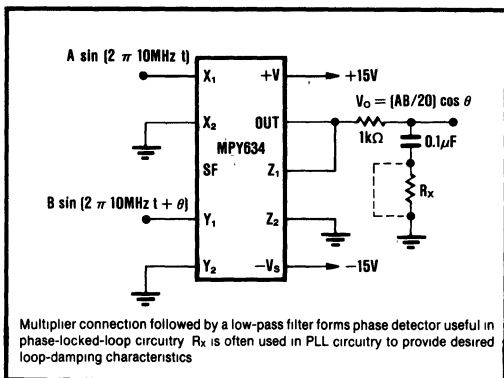 A sin (2 π 10MHz t)
X₁
+V
+15V
V₀ = (AB/20) cos θ
X₂
OUT
1kΩ
0.1μF
MPY634
SF
Z₁
Rₓ
B sin (2 π 10MHz t + θ)
Y₁
Z₂
Y₂
−Vₛ
−15V
Multiplier connection followed by a low-pass filter forms phase detector useful in
phase-locked-loop circuitry Rₓ is often used in PLL circuitry to provide desired
loop-damping characteristics